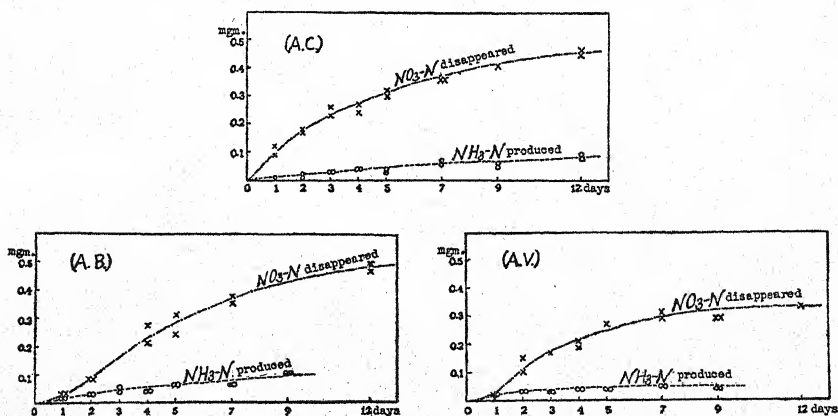 mgm.
(A.C.)
0.5
0.4
0.3
0.2
0.1
NO3-N disappeared
NH3-N produced
0 1 2 3 4 5 7 9 12 days
mgm.
(A.B.)
0.5
0.4
0.3
0.2
0.1
NO3-N disappeared
NH3-N produced
0 1 2 3 4 5 7 9 12 days
mgm.
(A.V.)
0.5
0.4
0.3
0.2
0.1
NO3-N disappeared
NH3-N produced
0 1 2 3 4 5 7 9 12 days